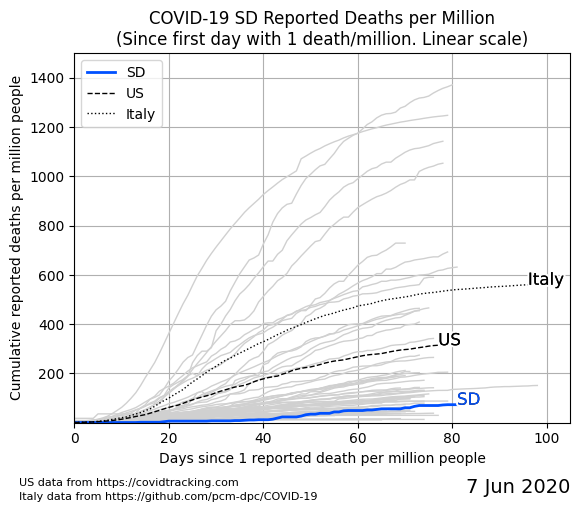 COVID-19 SD Reported Deaths per Million
(Since first day with 1 death/million. Linear scale)
Cumulative reported deaths per million people
1400
1200
1000
800
600
400
200
SD
US
Italy
Italy
US
SD
0
20
40
60
80
100
Days since 1 reported death per million people
US data from https://covidtracking.com
Italy data from https://github.com/pcm-dpc/COVID-19
7 Jun 2020